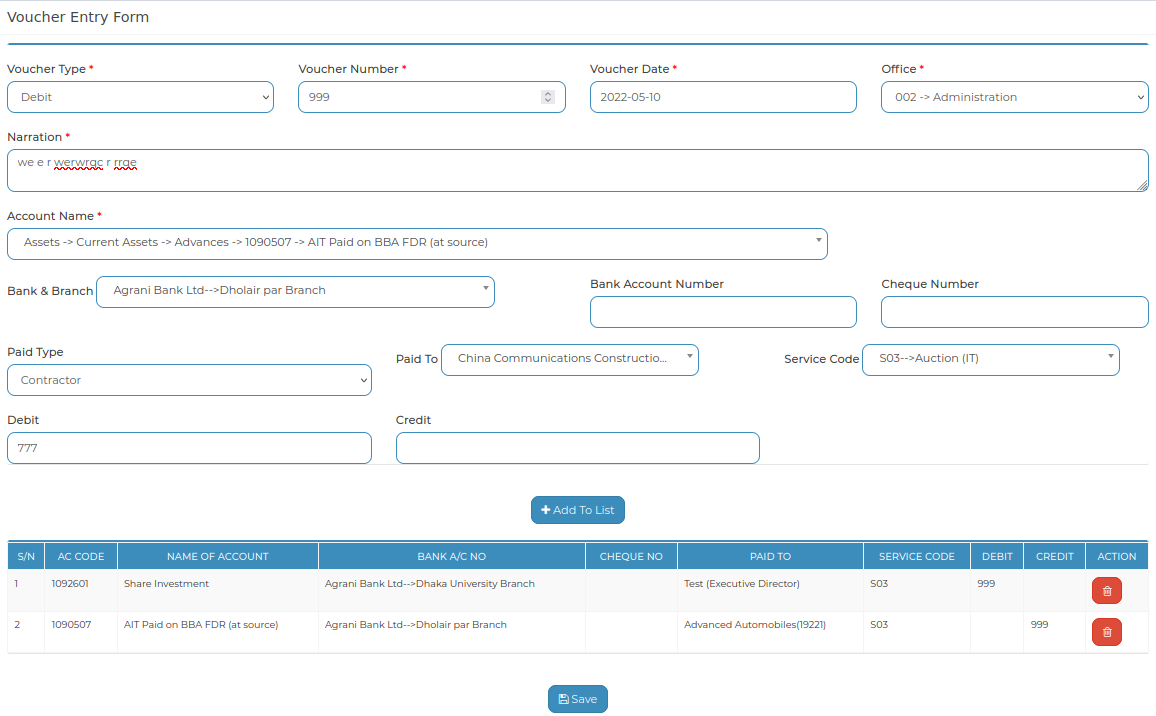 Voucher Entry Form
Voucher Type * Voucher Number * Voucher Date * Office *
Debit 999 2022-05-10 002 -> Administration
Narration *
we e r werwrqc r rrqe
Account Name *
Assets -> Current Assets -> Advances -> 1090507 -> AIT Paid on BBA FDR (at source)
Bank Account Number Cheque Number
Bank & Branch Agrani Bank Ltd-->Dholair par Branch
Paid Type
Paid To China Communications Constructio... Service Code S03-->Auction (IT)
Contractor
Debit Credit
777
Add To List
S/N AC CODE NAME OF ACCOUNT BANK A/C NO CHEQUE NO PAID TO SERVICE CODE DEBIT CREDIT ACTION
1 1092601 Share Investment Agrani Bank Ltd-->Dhaka University Branch Test (Executive Director) S03 999
2 1090507 AIT Paid on BBA FDR (at source) Agrani Bank Ltd-->Dholair par Branch Advanced Automobiles(19221) S03 999
Save